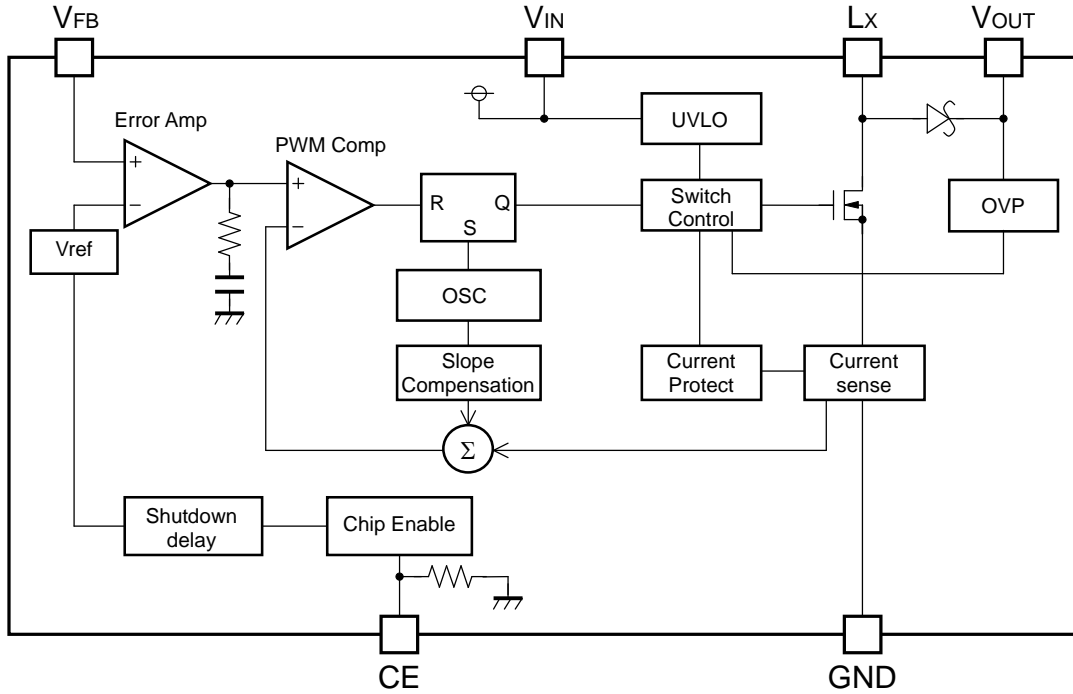 VFB
VIN
LX
VOUT
Error Amp
PWM Comp
UVLO
+
−
+
−
R
Q
S
Switch
Control
OVP
Vref
OSC
Slope
Compensation
Current
Protect
Current
sense
Σ
Shutdown
delay
Chip Enable
CE
GND